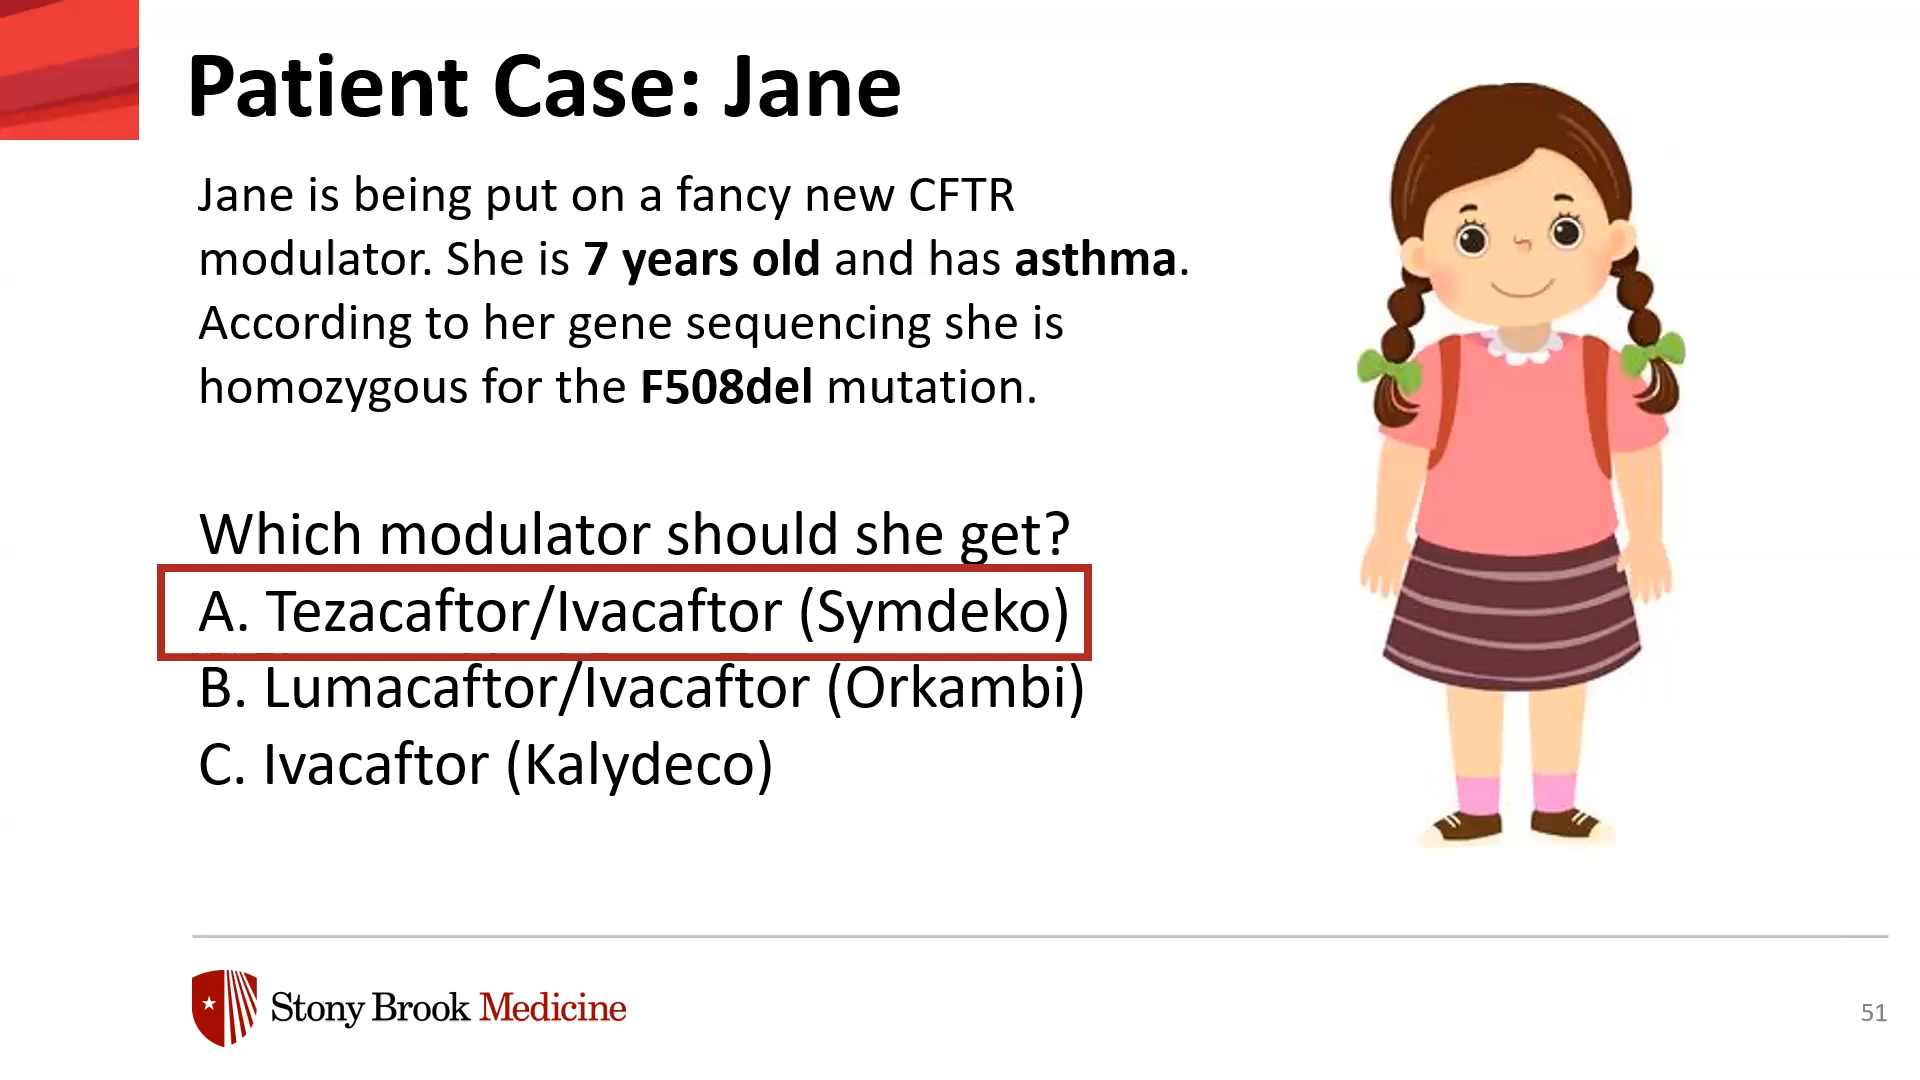 Patient Case: Jane
Jane is being put on a fancy new CFTR
modulator. She is 7 years old and has asthma.
According to her gene sequencing she is
homozygous for the F508del mutation.
Which modulator should she get?
A. Tezacaftor/Ivacaftor (Symdeko)
B. Lumacaftor/Ivacaftor (Orkambi)
C. Ivacaftor (Kalydeco)
Stony Brook Medicine
51